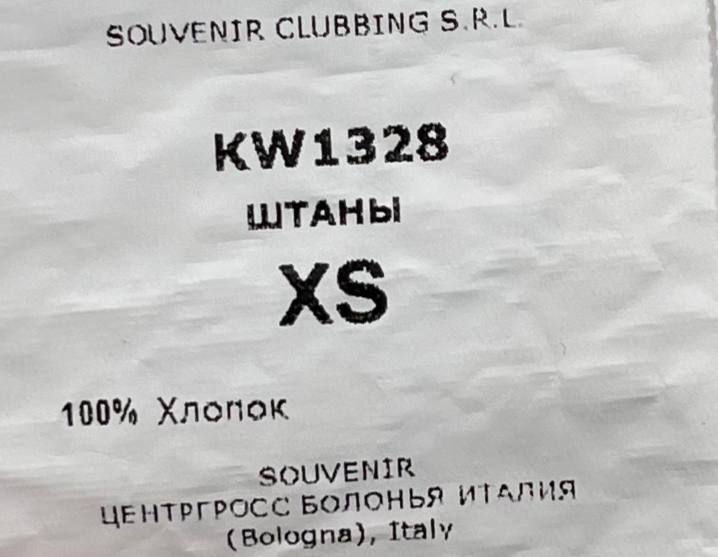 SOUVENIR CLUBBING S.R.L.
KW1328
ШТАНЫ
XS
100% Хлопок
SOUVENIR
ЦЕНТРГРОСС БОЛОНЬЯ ИТАЛИЯ
(Bologna), Italy